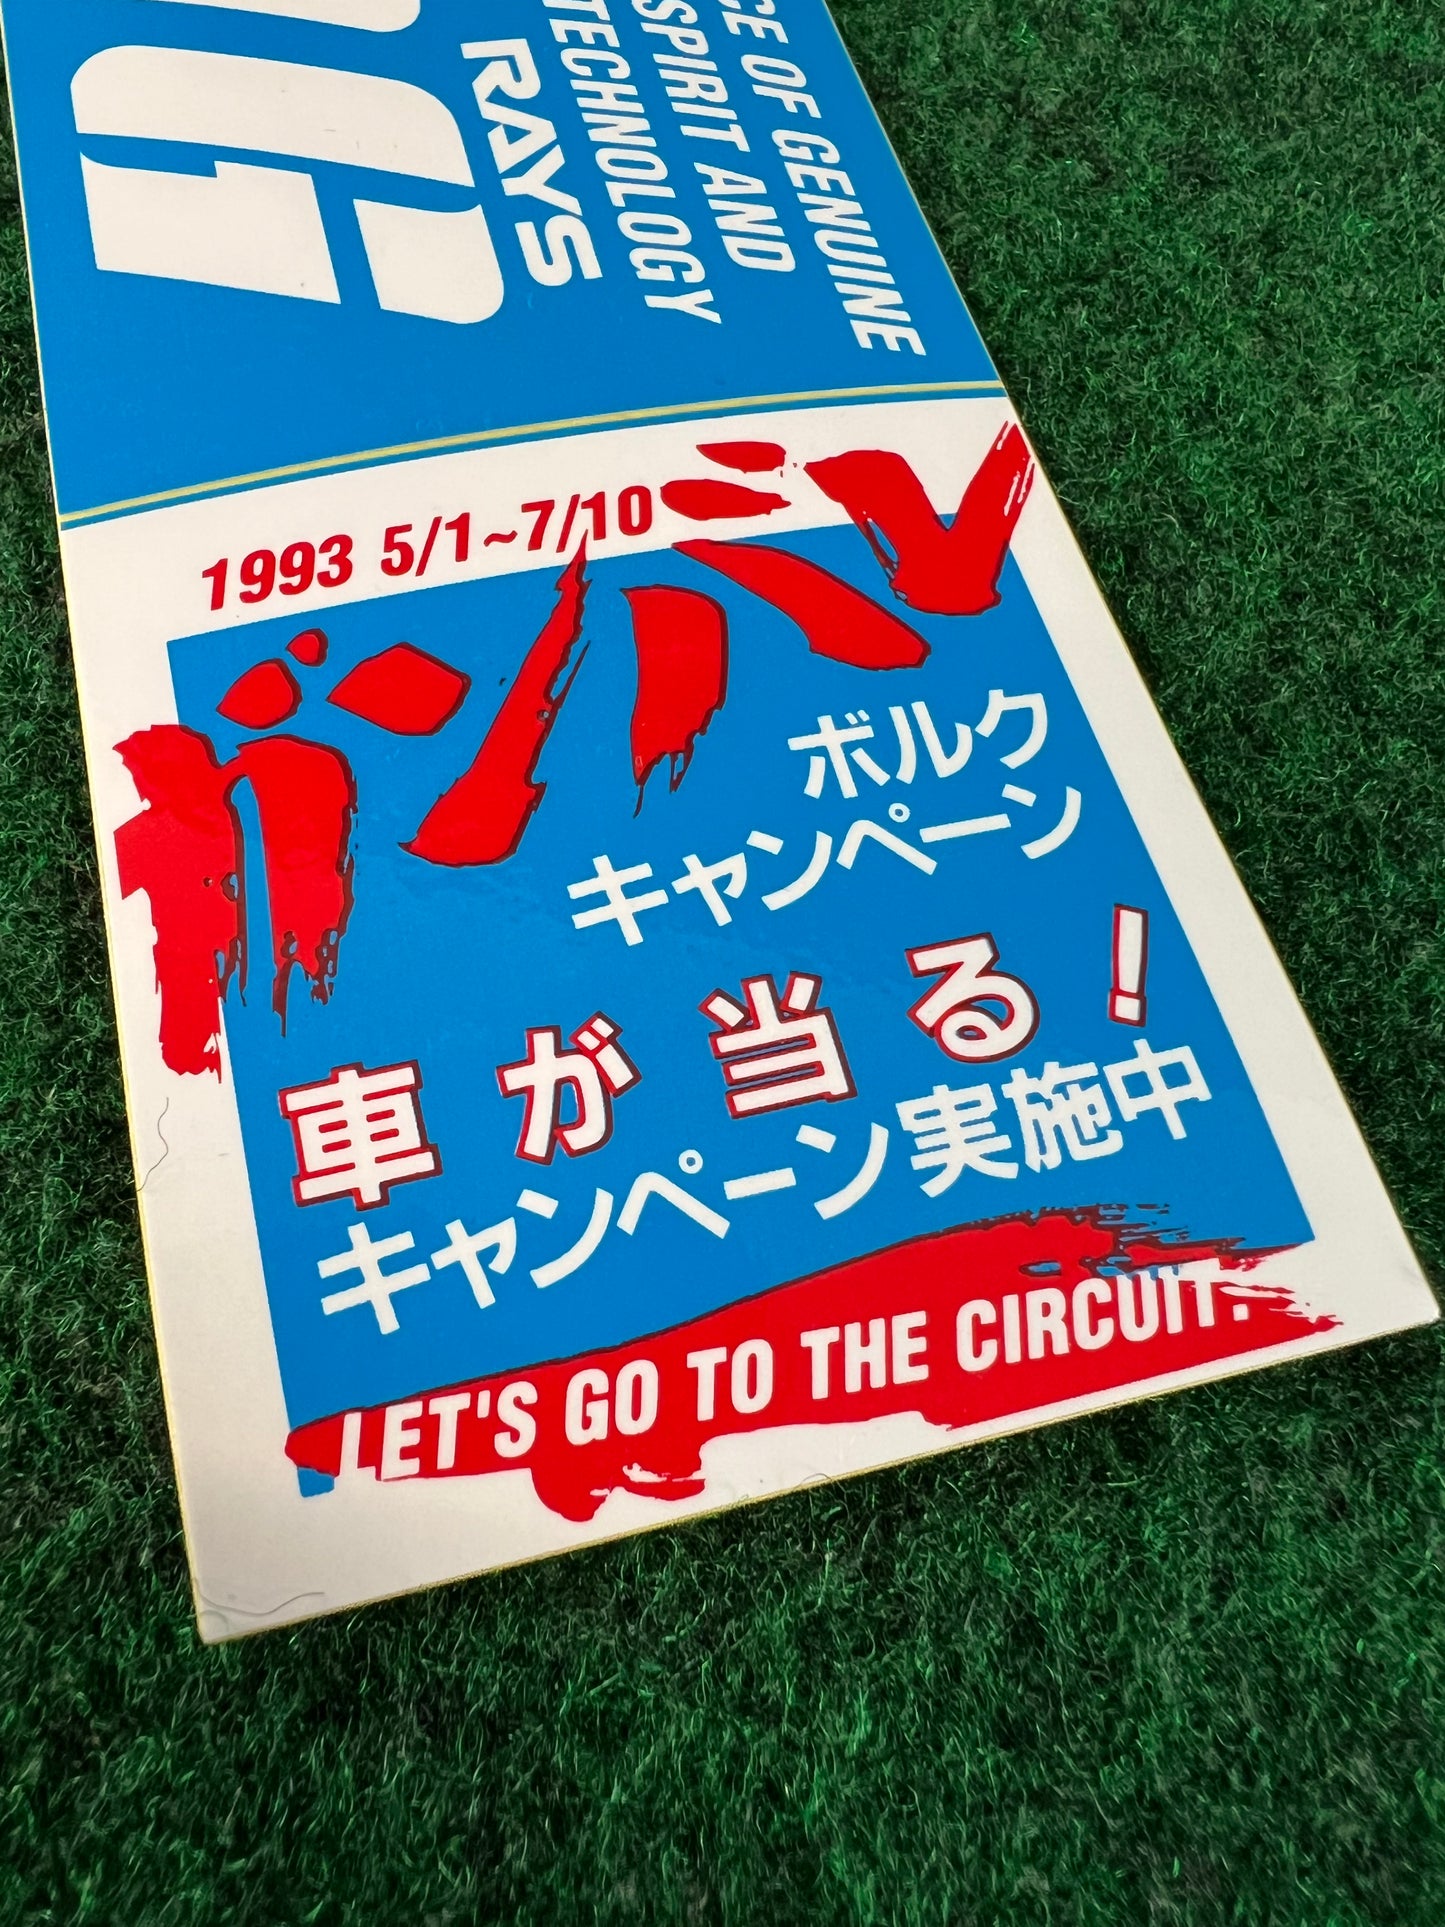 CE OF GENUINE
SPIRIT AND
TECHNOLOGY
RAYS
1993 5/1~7/10
ガンバレ
ボルク
キャンペーン
車が当る!
キャンペーン実施中
LET'S GO TO THE CIRCUIT.